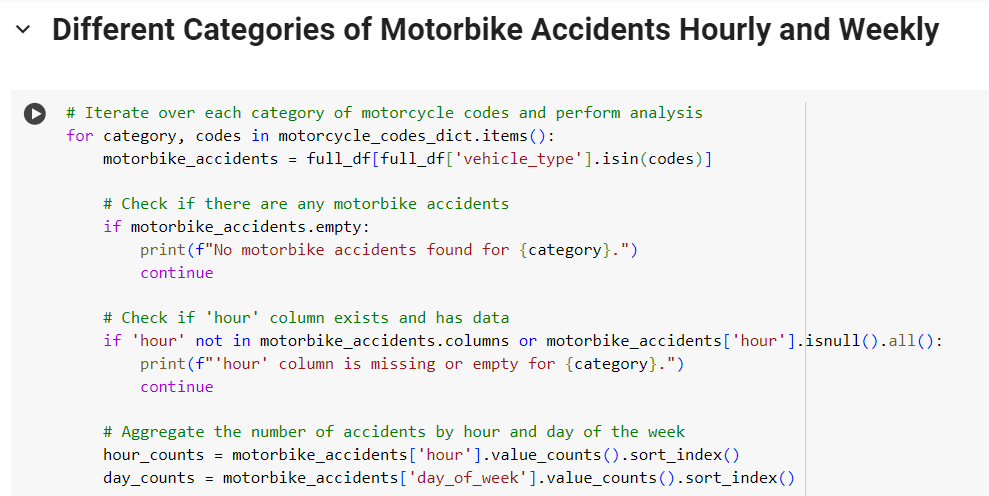 Different Categories of Motorbike Accidents Hourly and Weekly
# Iterate over each category of motorcycle codes and perform analysis
for category, codes in motorcycle_codes_dict.items():
    motorbike_accidents = full_df[full_df['vehicle_type'].isin(codes)]
    # Check if there are any motorbike accidents
    if motorbike_accidents.empty:
        print(f"No motorbike accidents found for {category}.")
        continue
    # Check if 'hour' column exists and has data
    if 'hour' not in motorbike_accidents.columns or motorbike_accidents['hour'].isnull().all():
        print(f"'hour' column is missing or empty for {category}.")
        continue
    # Aggregate the number of accidents by hour and day of the week
    hour_counts = motorbike_accidents['hour'].value_counts().sort_index()
    day_counts = motorbike_accidents['day_of_week'].value_counts().sort_index()